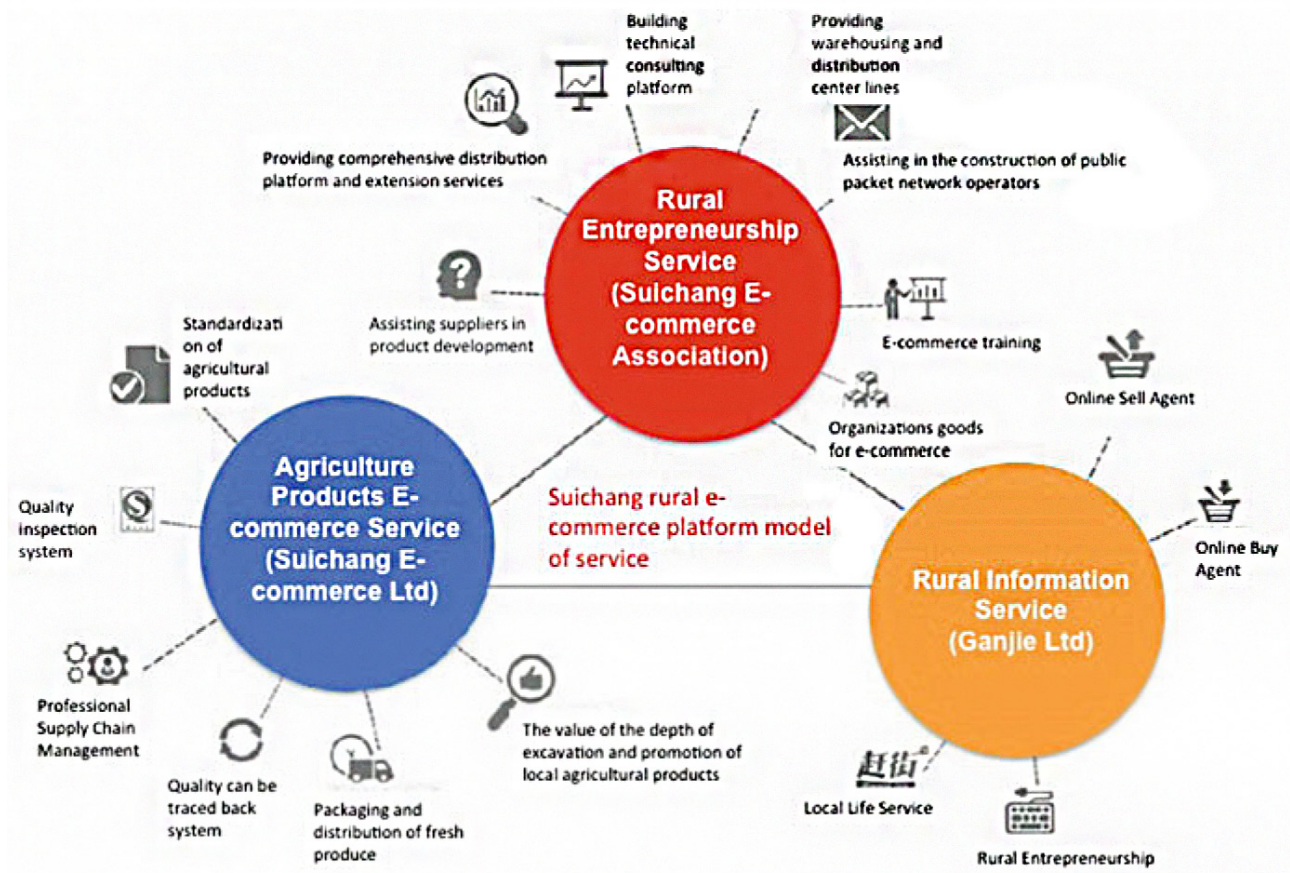 Building
technical
consulting
platform
Providing
warehousing and
distribution
center lines
Providing comprehensive distribution
platform and extension services
Assisting in the construction of public
packet network operators
Rural
Entrepreneurship
Service
(Suichang E-
commerce
Association)
Assisting suppliers in
product development
E-commerce training
Organizations goods
for e-commerce
Standardizati
on of
agricultural
products
Online Sell Agent
Agriculture
Products E-
commerce Service
(Suichang E-
commerce Ltd)
Quality
inspection
system
Suichang rural e-
commerce platform model
of service
Online Buy
Agent
Rural Information
Service
(Ganjie Ltd)
Professional
Supply Chain
Management
Quality can be
traced back
system
¥
Packaging and
distribution of fresh
produce
The value of the depth of
excavation and promotion of
local agricultural products
赶街
Local Life Service
Rural Entrepreneurship